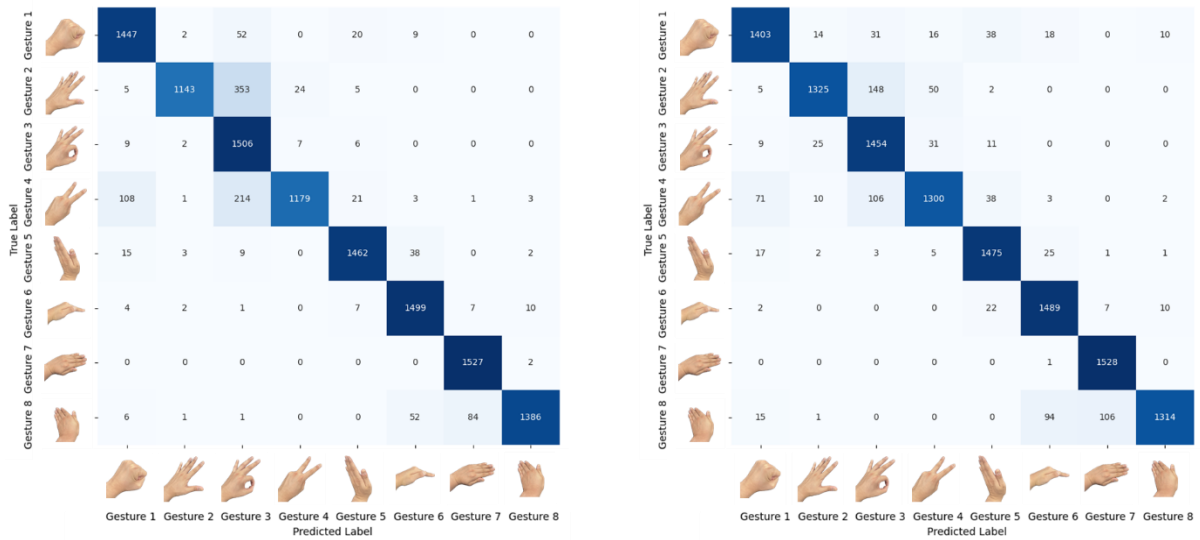 Gesture 1 1447 2 52 0 20 9 0 0
Gesture 2 5 1143 353 24 5 0 0 0
Gesture 3 9 2 1506 7 6 0 0 0
Gesture 4 108 1 214 1179 21 3 1 3
Gesture 5 15 3 9 0 1462 38 0 2
Gesture 6 4 2 1 0 7 1499 7 10
Gesture 7 0 0 0 0 0 0 1527 2
Gesture 8 6 1 1 0 0 52 84 1386
True Label
Gesture 1 Gesture 2 Gesture 3 Gesture 4 Gesture 5 Gesture 6 Gesture 7 Gesture 8
Predicted Label
Gesture 1 1403 14 31 16 38 18 0 10
Gesture 2 5 1325 148 50 2 0 0 0
Gesture 3 9 25 1454 31 11 0 0 0
Gesture 4 71 10 106 1300 38 3 0 2
Gesture 5 17 2 3 5 1475 25 1 1
Gesture 6 2 0 0 0 22 1489 7 10
Gesture 7 0 0 0 0 0 1 1528 0
Gesture 8 15 1 0 0 0 94 106 1314
True Label
Gesture 1 Gesture 2 Gesture 3 Gesture 4 Gesture 5 Gesture 6 Gesture 7 Gesture 8
Predicted Label